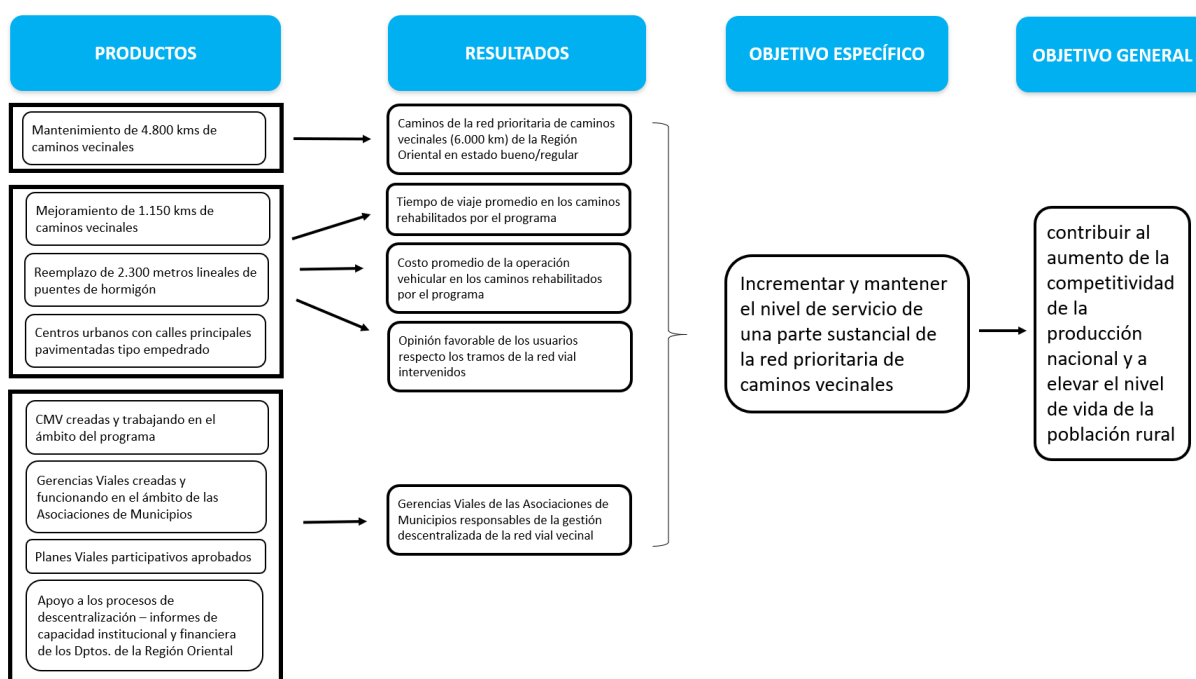 PRODUCTOS
Mantenimiento de 4.800 kms de
caminos vecinales
Mejoramiento de 1.150 kms de
caminos vecinales
Reemplazo de 2.300 metros lineales de
puentes de hormigón
Centros urbanos con calles principales
pavimentadas tipo empedrado
CMV creadas y trabajando en el
ámbito del programa
Gerencias Viales creadas y
funcionando en el ámbito de las
Asociaciones de Municipios
Planes Viales participativos aprobados
Apoyo a los procesos de
descentralización – informes de
capacidad institucional y financiera
de los Dptos. de la Región Oriental
RESULTADOS
Caminos de la red prioritaria de caminos
vecinales (6.000 km) de la Región
Oriental en estado bueno/regular
Tiempo de viaje promedio en los caminos
rehabilitados por el programa
Costo promedio de la operación
vehicular en los caminos rehabilitados
por el programa
Opinión favorable de los usuarios
respecto los tramos de la red vial
intervenidos
Gerencias Viales de las Asociaciones de
Municipios responsables de la gestión
descentralizada de la red vial vecinal
OBJETIVO ESPECÍFICO
Incrementar y mantener
el nivel de servicio de
una parte sustancial de
la red prioritaria de
caminos vecinales
OBJETIVO GENERAL
contribuir al
aumento de la
competitividad
de la
producción
nacional y a
elevar el nivel
de vida de la
población rural